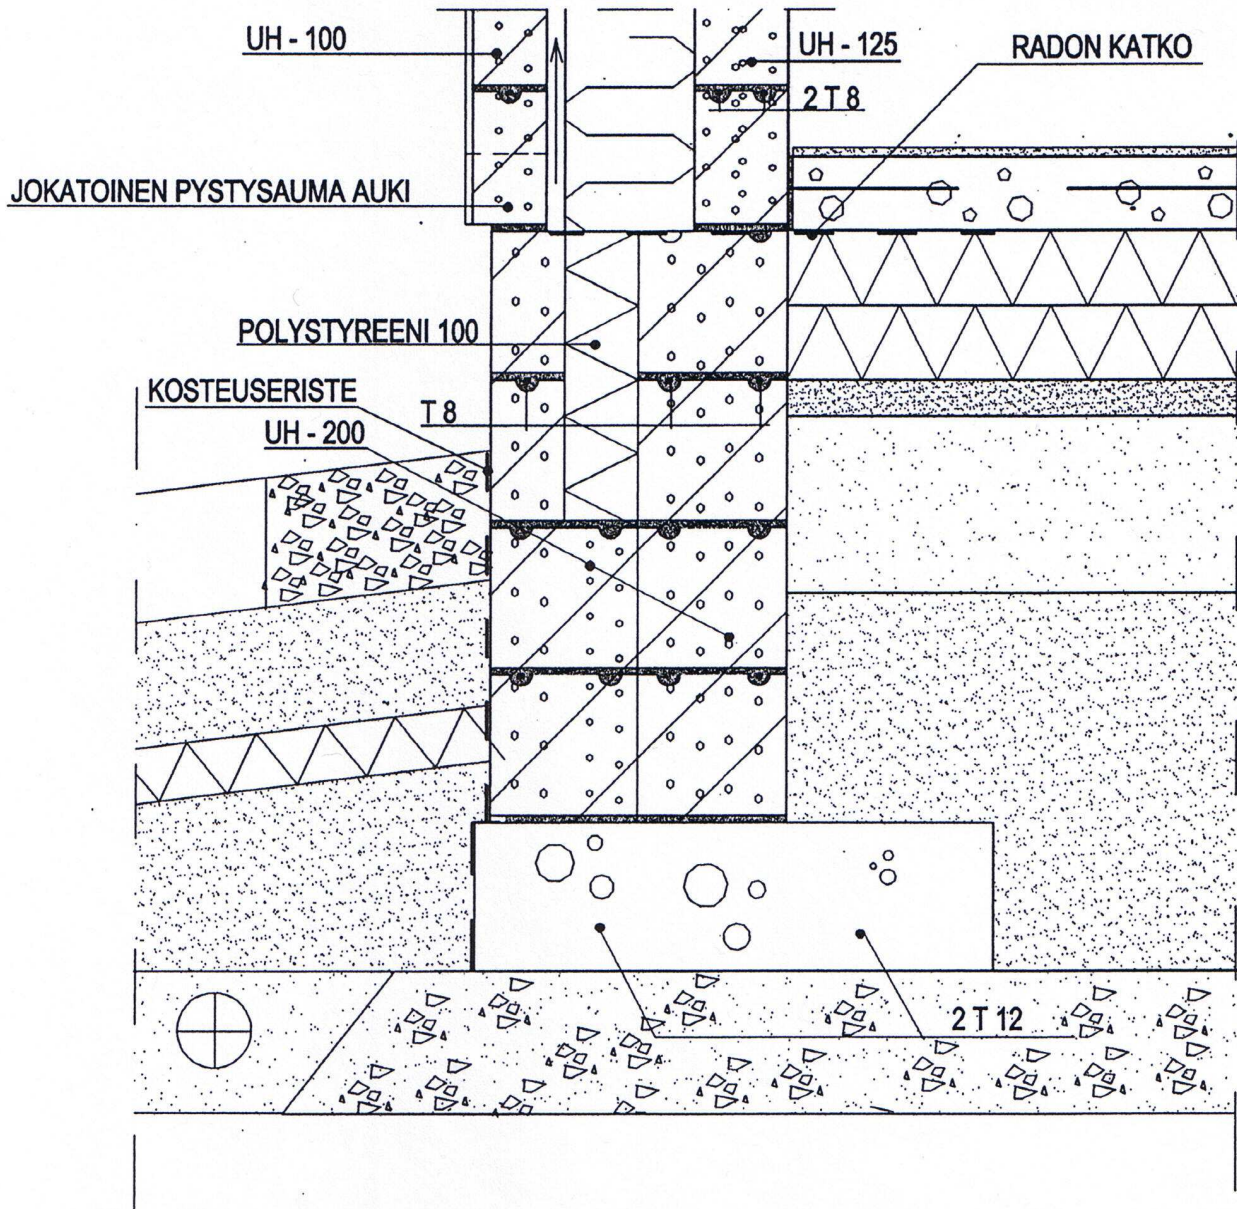 UH - 100
UH - 125
RADON KATKO
2 T 8
JOKATOINEN PYSTYSAUMA AUKI
POLYSTYREENI 100
KOSTEUSERISTE
T 8
UH - 200
2 T 12